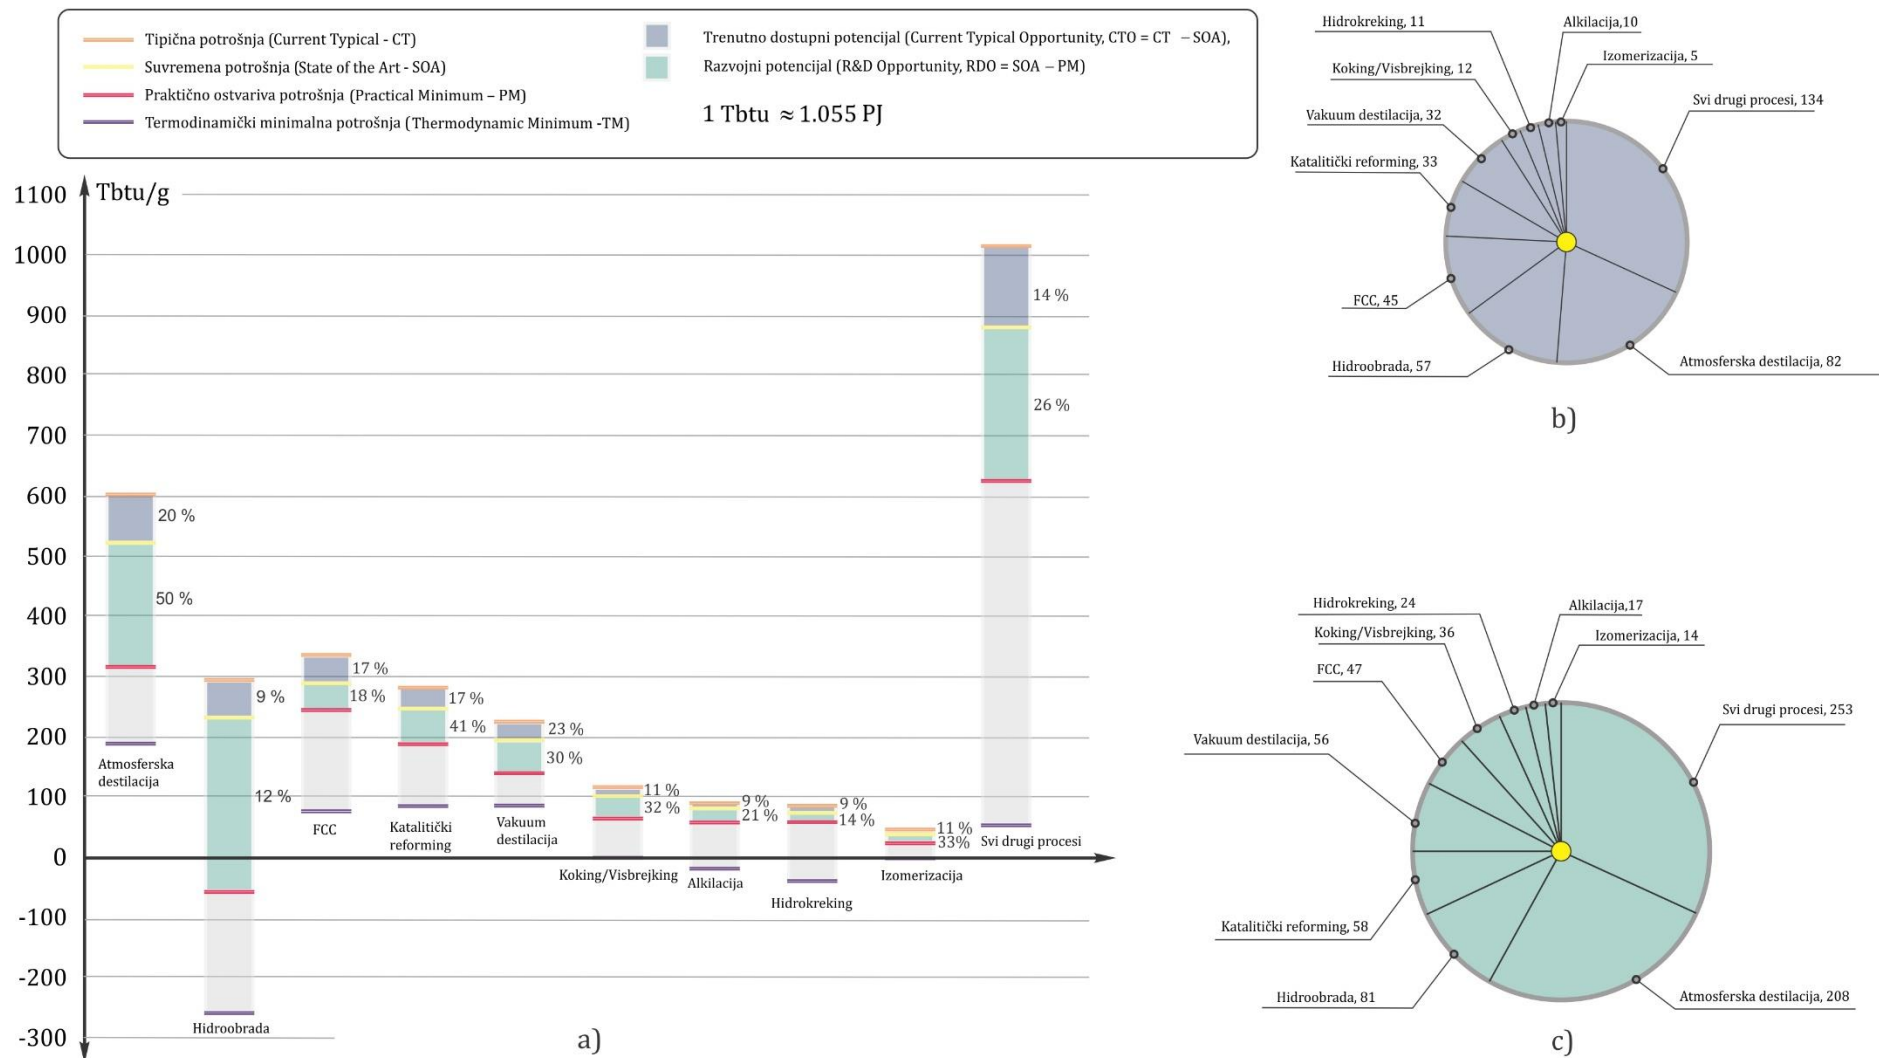 Tipična potrošnja (Current Typical - CT)
Suvremena potrošnja (State of the Art - SOA)
Praktično ostvariva potrošnja (Practical Minimum – PM)
Termodinamički minimalna potrošnja (Thermodynamic Minimum -TM)
Trenutno dostupni potencijal (Current Typical Opportunity, CTO = CT – SOA),
Razvojni potencijal (R&D Opportunity, RDO = SOA – PM)
1 Tbtu ≈ 1.055 PJ
Tbtu/g
1100
1000
900
800
700
600
500
400
300
200
100
0
-100
-200
-300
20 %
50 %
Atmosferska
destilacija
9 %
12 %
Hidroobrada
17 %
18 %
FCC
17 %
41 %
Katalitički
reforming
23 %
30 %
Vakuum
destilacija
11 %
32 %
Koking/Visbrejking
9 %
21 %
Alkilacija
9 %
14 %
Hidrokreking
11 %
33%
Izomerizacija
14 %
26 %
Svi drugi procesi
a)
Hidrokreking, 11
Alkilacija,10
Izomerizacija, 5
Koking/Visbrejking, 12
Svi drugi procesi, 134
Vakuum destilacija, 32
Katalitički reforming, 33
FCC, 45
Hidroobrada, 57
Atmosferska destilacija, 82
b)
Hidrokreking, 24
Alkilacija,17
Koking/Visbrejking, 36
Izomerizacija, 14
FCC, 47
Svi drugi procesi, 253
Vakuum destilacija, 56
Katalitički reforming, 58
Hidroobrada, 81
Atmosferska destilacija, 208
c)